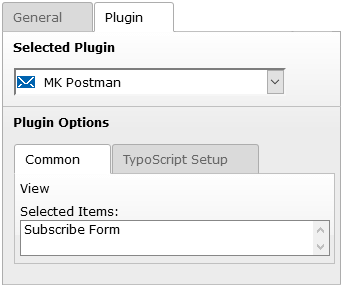 General Plugin
Selected Plugin
MK Postman
Plugin Options
Common TypoScript Setup
View
Selected Items:
Subscribe Form